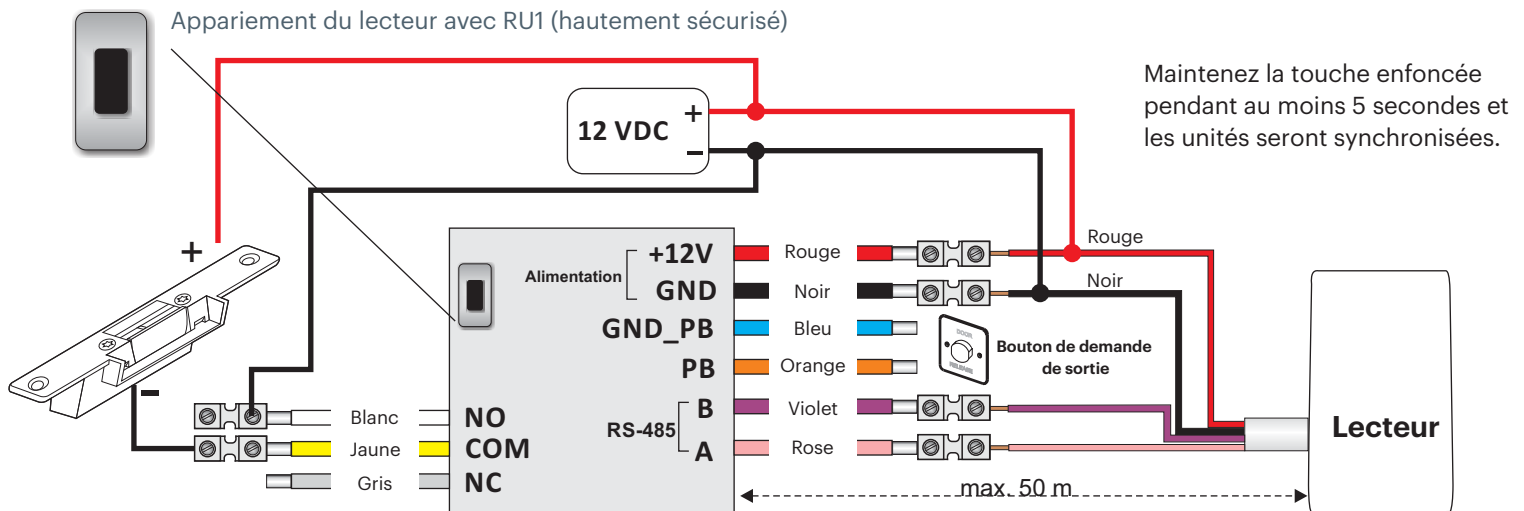 Appariement du lecteur avec RU1 (hautement sécurisé)
Maintenez la touche enfoncée
pendant au moins 5 secondes et
les unités seront synchronisées.
12 VDC
+
−
+
−
Alimentation
+12V
GND
GND_PB
PB
RS-485
B
A
NO
COM
NC
Blanc
Jaune
Gris
Rouge
Noir
Bleu
Orange
Violet
Rose
DOOR
RELEASE
Bouton de demande
de sortie
Rouge
Noir
Lecteur
max. 50 m